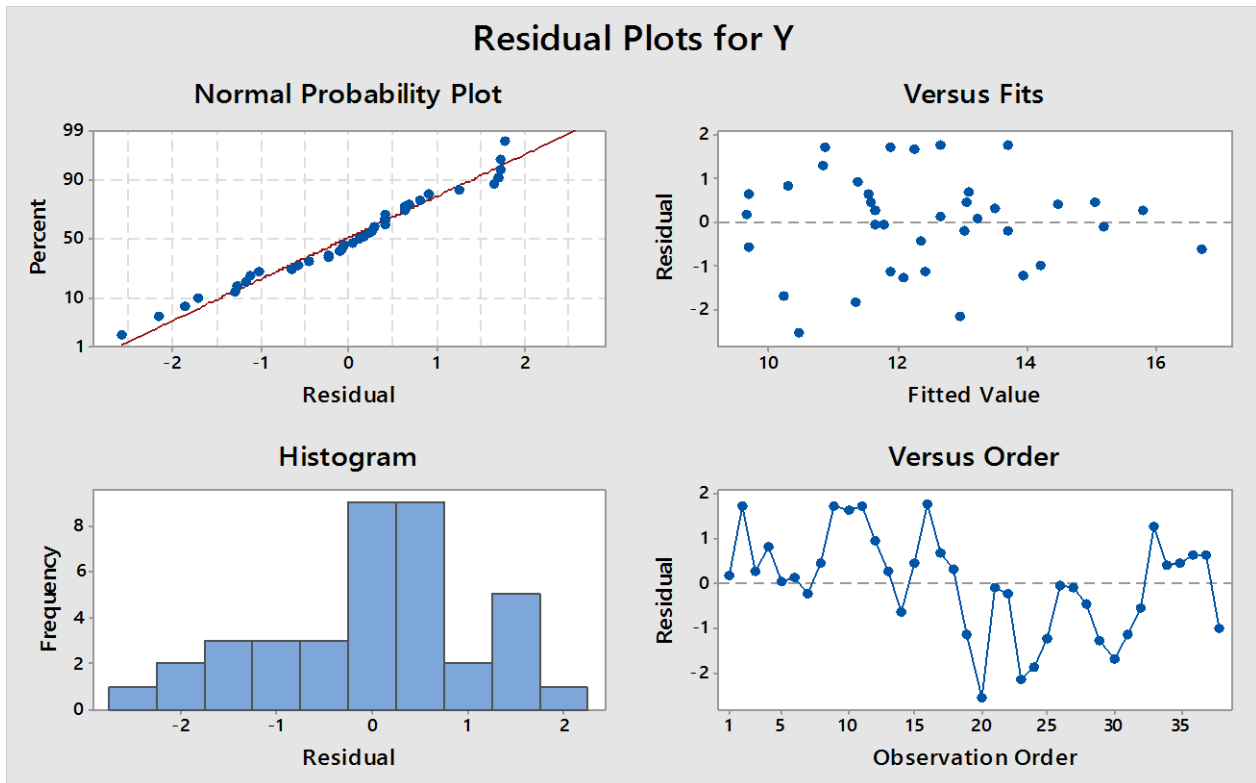 Residual Plots for Y
Normal Probability Plot
99
90
50
10
1
Percent
-2 -1 0 1 2
Residual
Versus Fits
2
1
0
-1
-2
Residual
10 12 14 16
Fitted Value
Histogram
8
6
4
2
0
Frequency
-2 -1 0 1 2
Residual
Versus Order
2
1
0
-1
-2
Residual
1 5 10 15 20 25 30 35
Observation Order